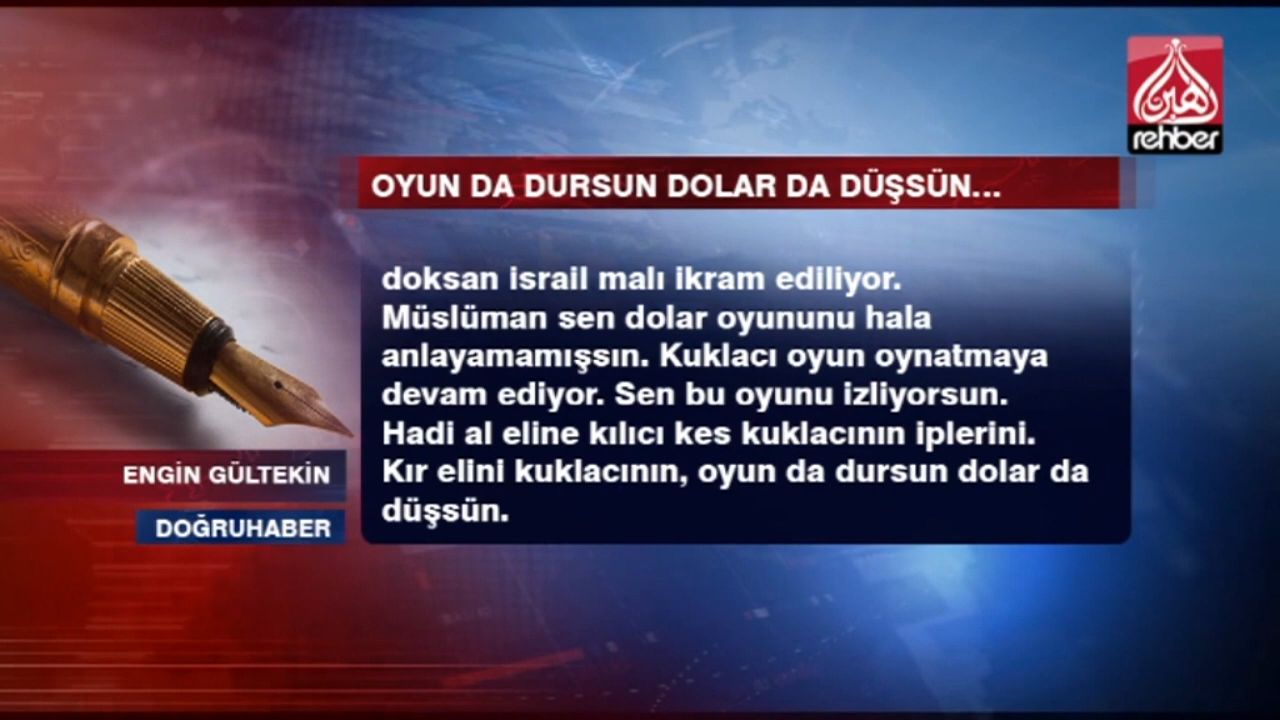 رهبر
rehber
OYUN DA DURSUN DOLAR DA DÜŞSÜN...
doksan israil malı ikram ediliyor.
Müslüman sen dolar oyununu hala
anlayamamışsın. Kuklacı oyun oynatmaya
devam ediyor. Sen bu oyunu izliyorsun.
Hadi al eline kılıcı kes kuklacının iplerini.
Kır elini kuklacının, oyun da dursun dolar da
düşsün.
ENGİN GÜLTEKİN
DOĞRUHABER